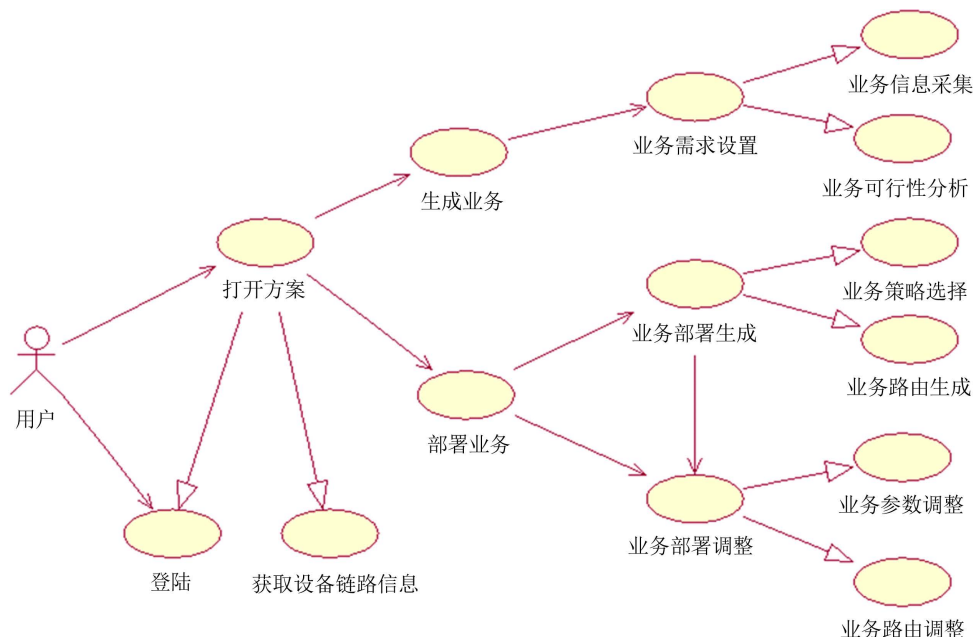 业务信息采集
业务需求设置
业务可行性分析
生成业务
打开方案
业务策略选择
业务部署生成
业务路由生成
用户
部署业务
业务参数调整
业务部署调整
登陆
获取设备链路信息
业务路由调整